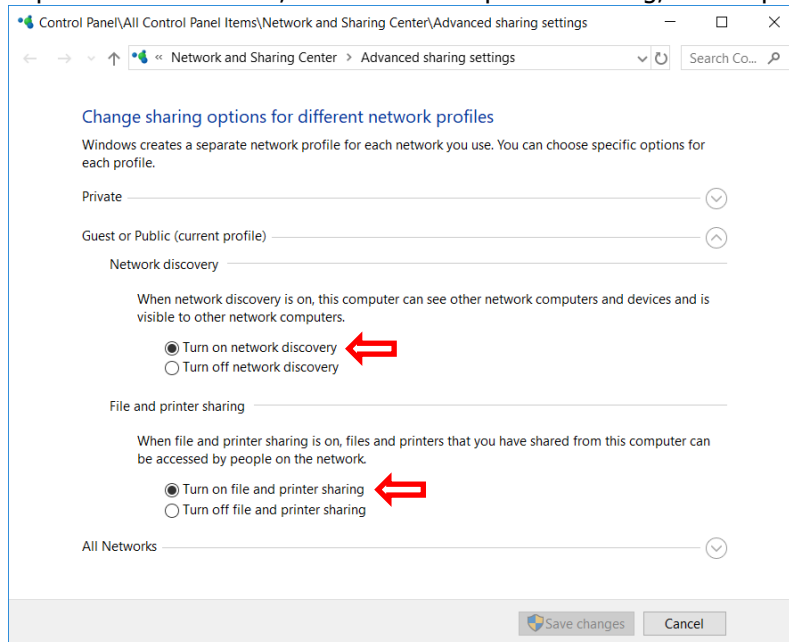 Control Panel\All Control Panel Items\Network and Sharing Center\Advanced sharing settings
« Network and Sharing Center > Advanced sharing settings
Search Co...
Change sharing options for different network profiles
Windows creates a separate network profile for each network you use. You can choose specific options for
each profile.
Private
Guest or Public (current profile)
Network discovery
When network discovery is on, this computer can see other network computers and devices and is
visible to other network computers.
Turn on network discovery
Turn off network discovery
File and printer sharing
When file and printer sharing is on, files and printers that you have shared from this computer can
be accessed by people on the network.
Turn on file and printer sharing
Turn off file and printer sharing
All Networks
Save changes
Cancel